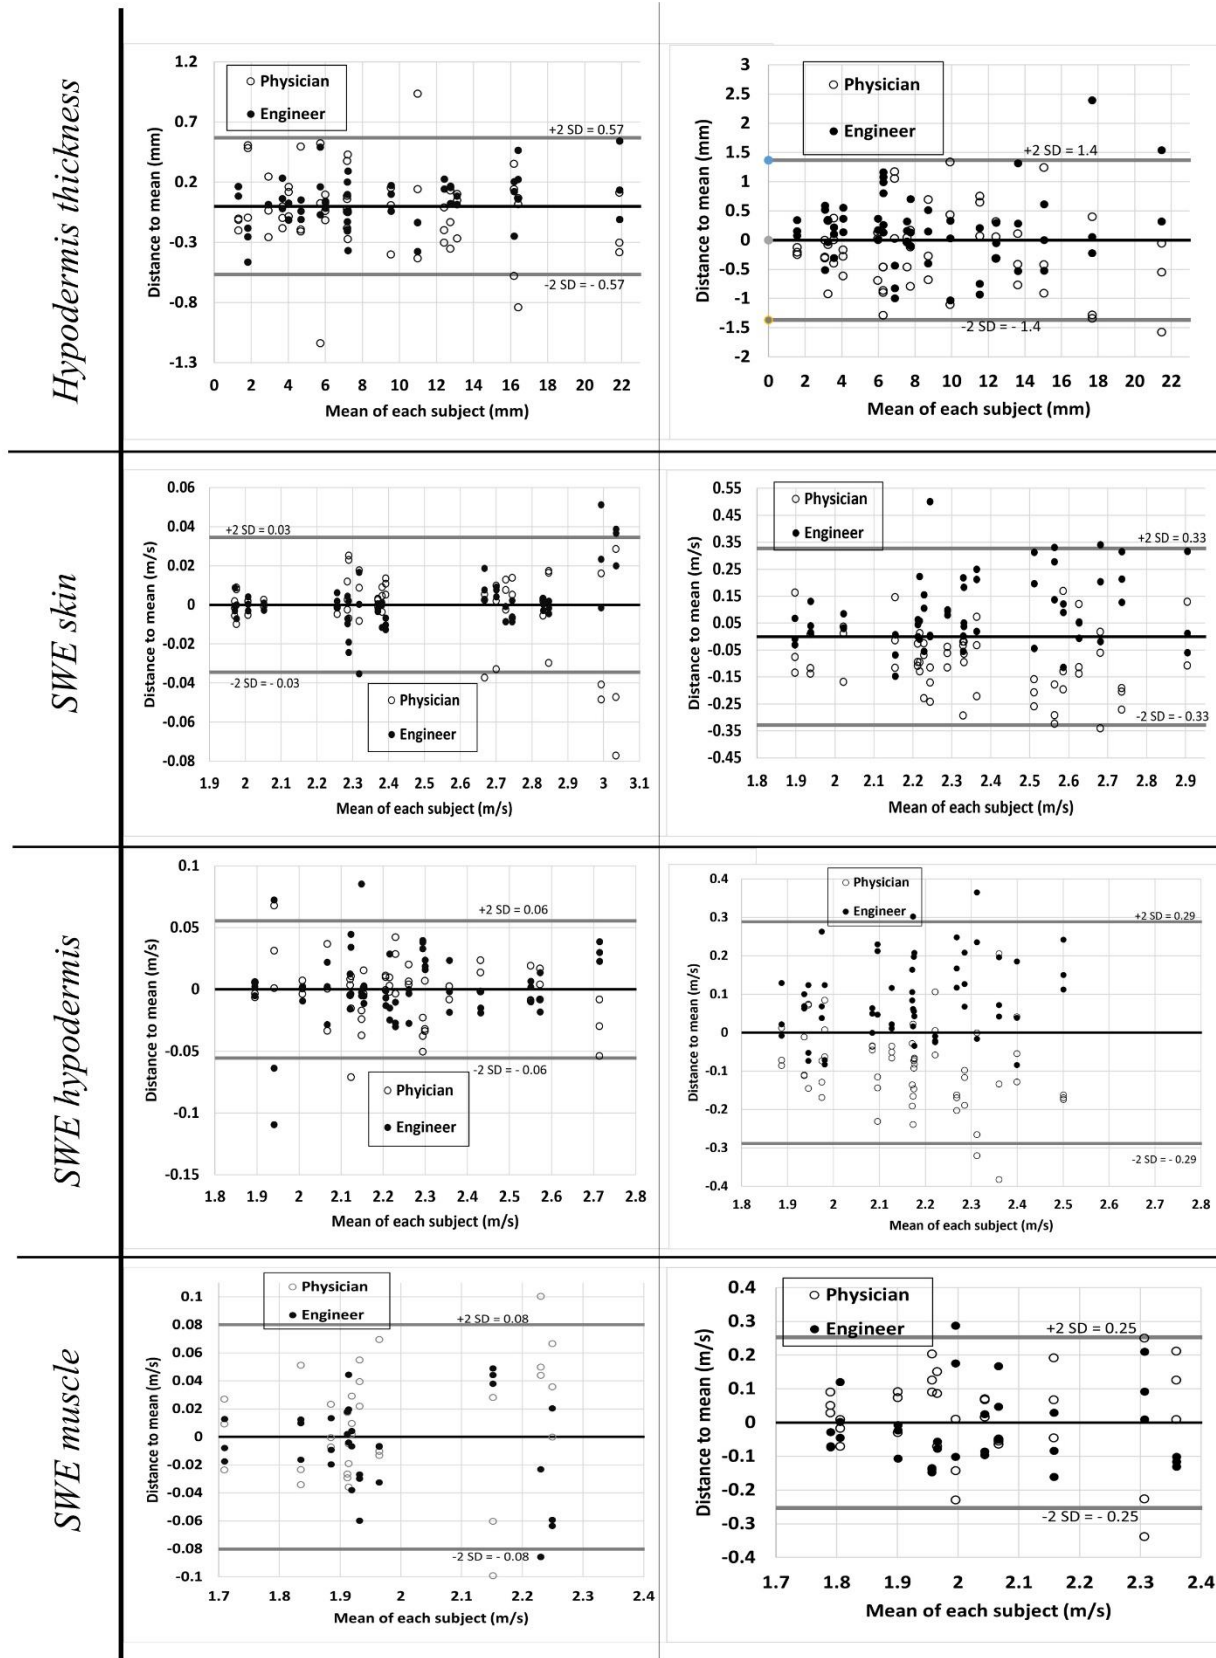 Hypodermis thickness
1.2
0.7
0.2
-0.3
-0.8
-1.3
Distance to mean (mm)
Physician
Engineer
+2 SD = 0.57
-2 SD = - 0.57
0 2 4 6 8 10 12 14 16 18 20 22
Mean of each subject (mm)
3
2.5
2
1.5
1
0.5
0
-0.5
-1
-1.5
-2
Distance to mean (mm)
Physician
Engineer
+2 SD = 1.4
-2 SD = - 1.4
0 2 4 6 8 10 12 14 16 18 20 22
Mean of each subject (mm)
SWE skin
0.06
0.04
0.02
0
-0.02
-0.04
-0.06
-0.08
Distance to mean (m/s)
+2 SD = 0.03
-2 SD = - 0.03
Physician
Engineer
1.9 2 2.1 2.2 2.3 2.4 2.5 2.6 2.7 2.8 2.9 3 3.1
Mean of each subject (m/s)
0.55
0.45
0.35
0.25
0.15
0.05
-0.05
-0.15
-0.25
-0.35
-0.45
Distance to mean (m/s)
Physician
Engineer
+2 SD = 0.33
-2 SD = - 0.33
1.8 1.9 2 2.1 2.2 2.3 2.4 2.5 2.6 2.7 2.8 2.9
Mean of each subject (m/s)
SWE hypodermis
0.1
0.05
0
-0.05
-0.1
-0.15
Distance to mean (m/s)
+2 SD = 0.06
-2 SD = - 0.06
Phyician
Engineer
1.8 1.9 2 2.1 2.2 2.3 2.4 2.5 2.6 2.7 2.8
Mean of each subject (m/s)
0.4
0.3
0.2
0.1
0
-0.1
-0.2
-0.3
-0.4
Distance to mean (m/s)
Physician
Engineer
+2 SD = 0.29
-2 SD = - 0.29
1.8 1.9 2 2.1 2.2 2.3 2.4 2.5 2.6 2.7 2.8
Mean of each subject (m/s)
SWE muscle
0.1
0.08
0.06
0.04
0.02
0
-0.02
-0.04
-0.06
-0.08
-0.1
Distance to mean (m/s)
Physician
Engineer
+2 SD = 0.08
-2 SD = - 0.08
1.7 1.8 1.9 2 2.1 2.2 2.3 2.4
Mean of each subject (m/s)
0.4
0.3
0.2
0.1
0
-0.1
-0.2
-0.3
-0.4
Distance to mean (m/s)
Physician
Engineer
+2 SD = 0.25
-2 SD = - 0.25
1.7 1.8 1.9 2 2.1 2.2 2.3 2.4
Mean of each subject (m/s)